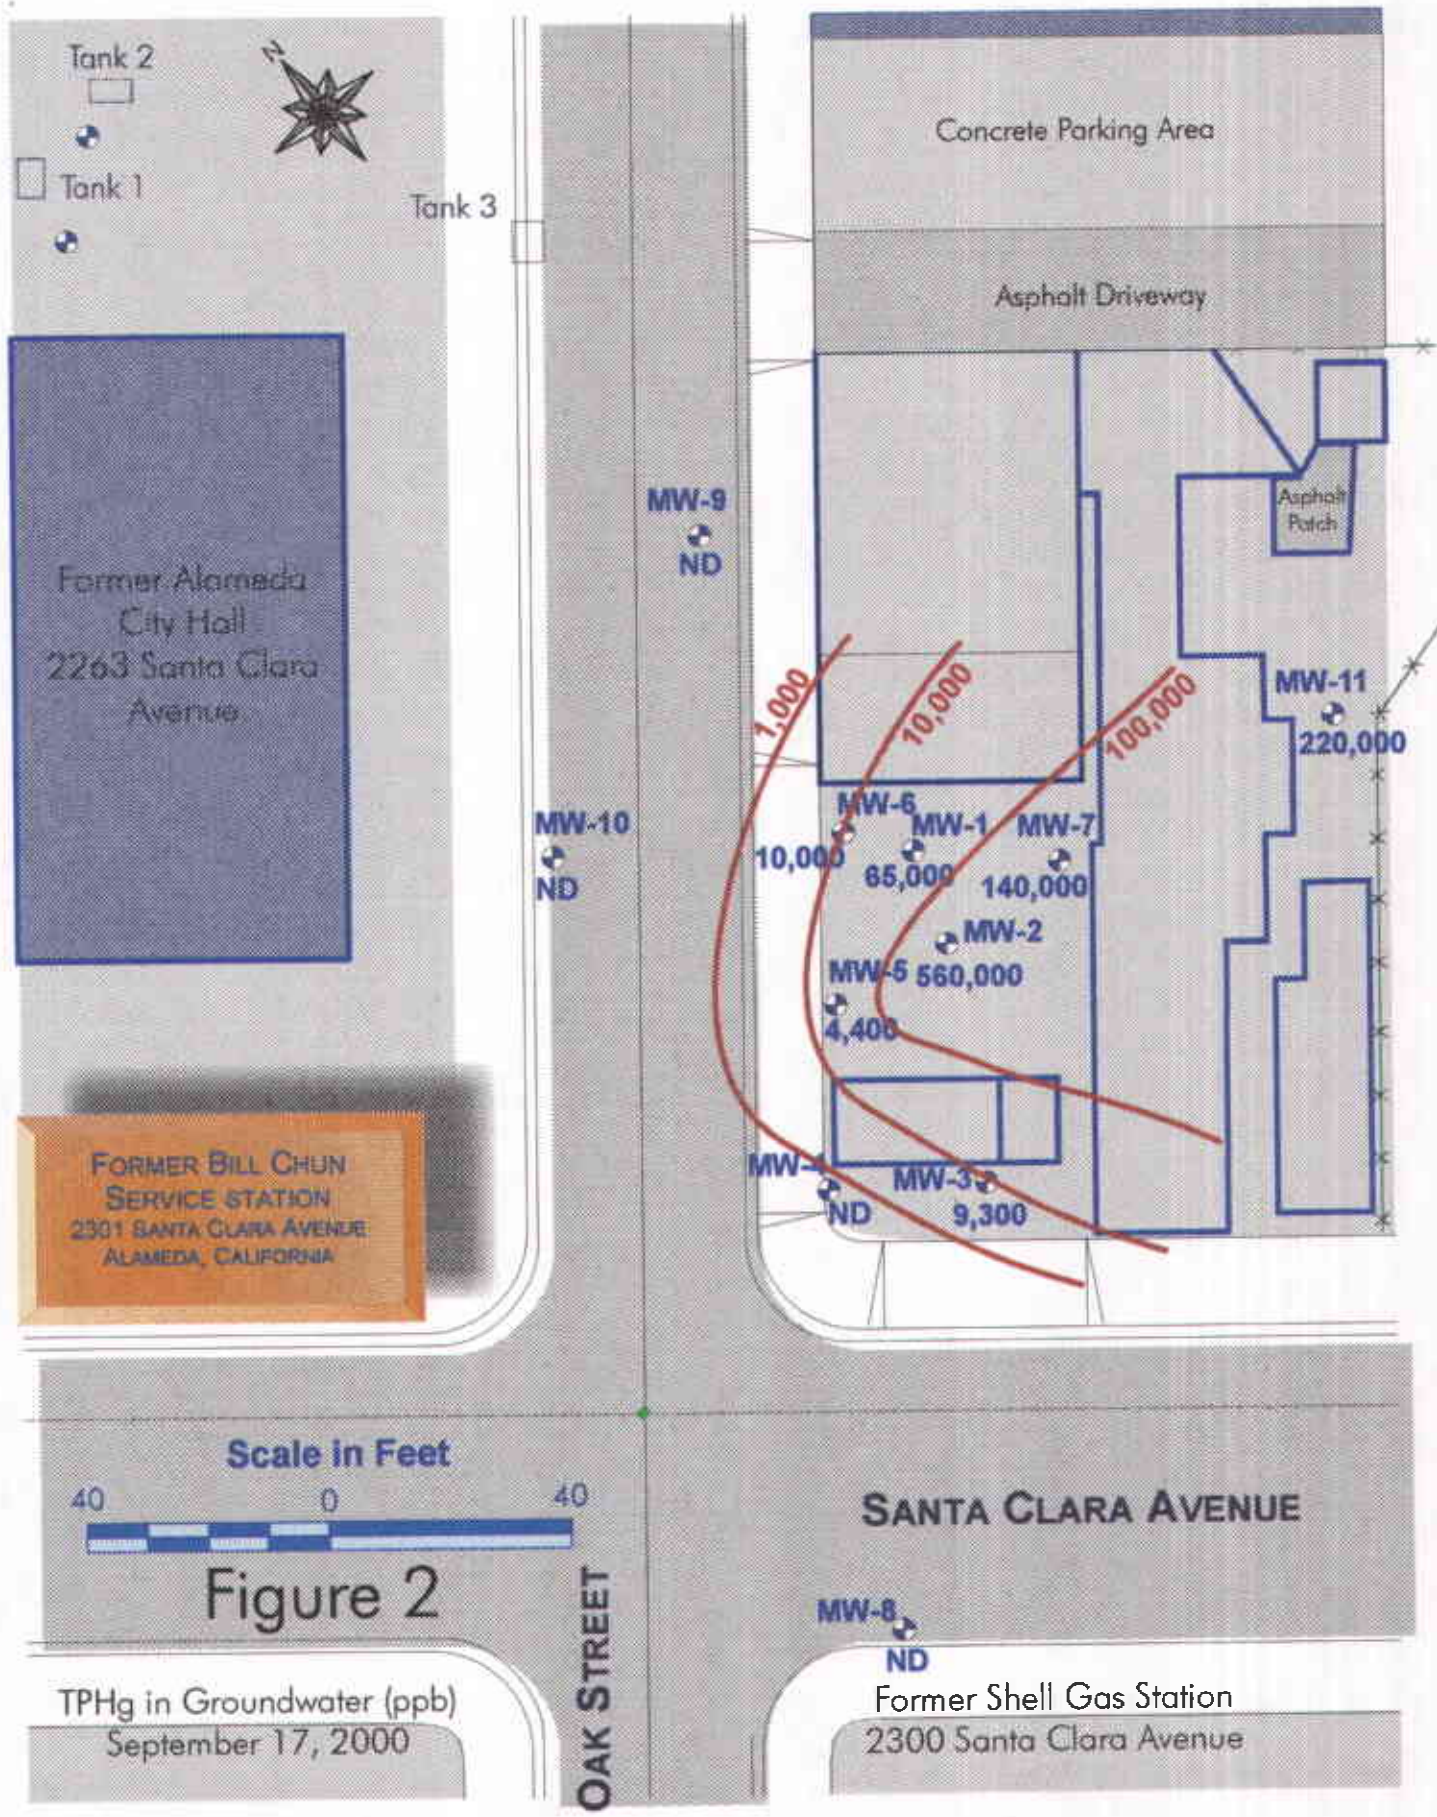 Tank 2
N
Tank 1
Tank 3
Concrete Parking Area
Asphalt Driveway
Asphalt
Patch
MW-9
ND
Former Alameda
City Hall
2263 Santa Clara
Avenue
1,000
10,000
100,000
MW-11
220,000
MW-10
ND
MW-6
10,000
MW-1
65,000
MW-7
140,000
MW-2
560,000
MW-5
4,400
FORMER BILL CHUN
SERVICE STATION
2301 SANTA CLARA AVENUE
ALAMEDA, CALIFORNIA
MW-4
ND
MW-3
9,300
Scale in Feet
40 0 40
Figure 2
SANTA CLARA AVENUE
OAK STREET
MW-8
ND
TPHg in Groundwater (ppb)
September 17, 2000
Former Shell Gas Station
2300 Santa Clara Avenue